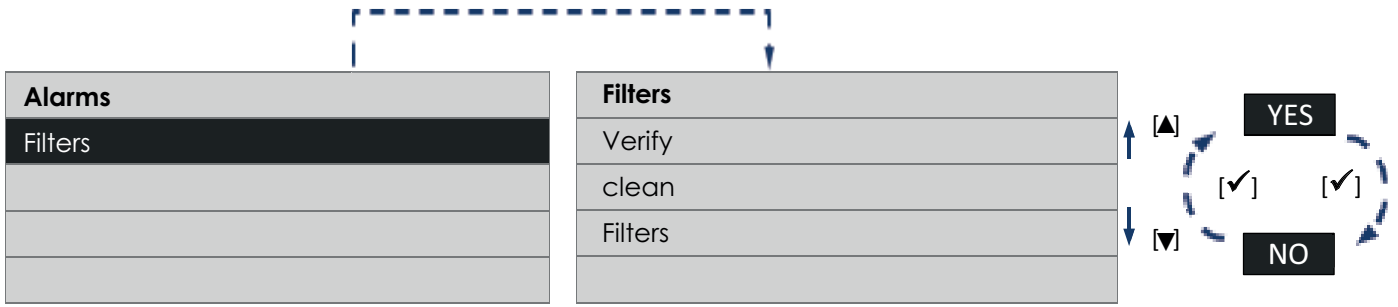 Alarms
Filters
Filters
Verify
clean
Filters
[▲]
[▼]
YES
[✓]
[✓]
NO